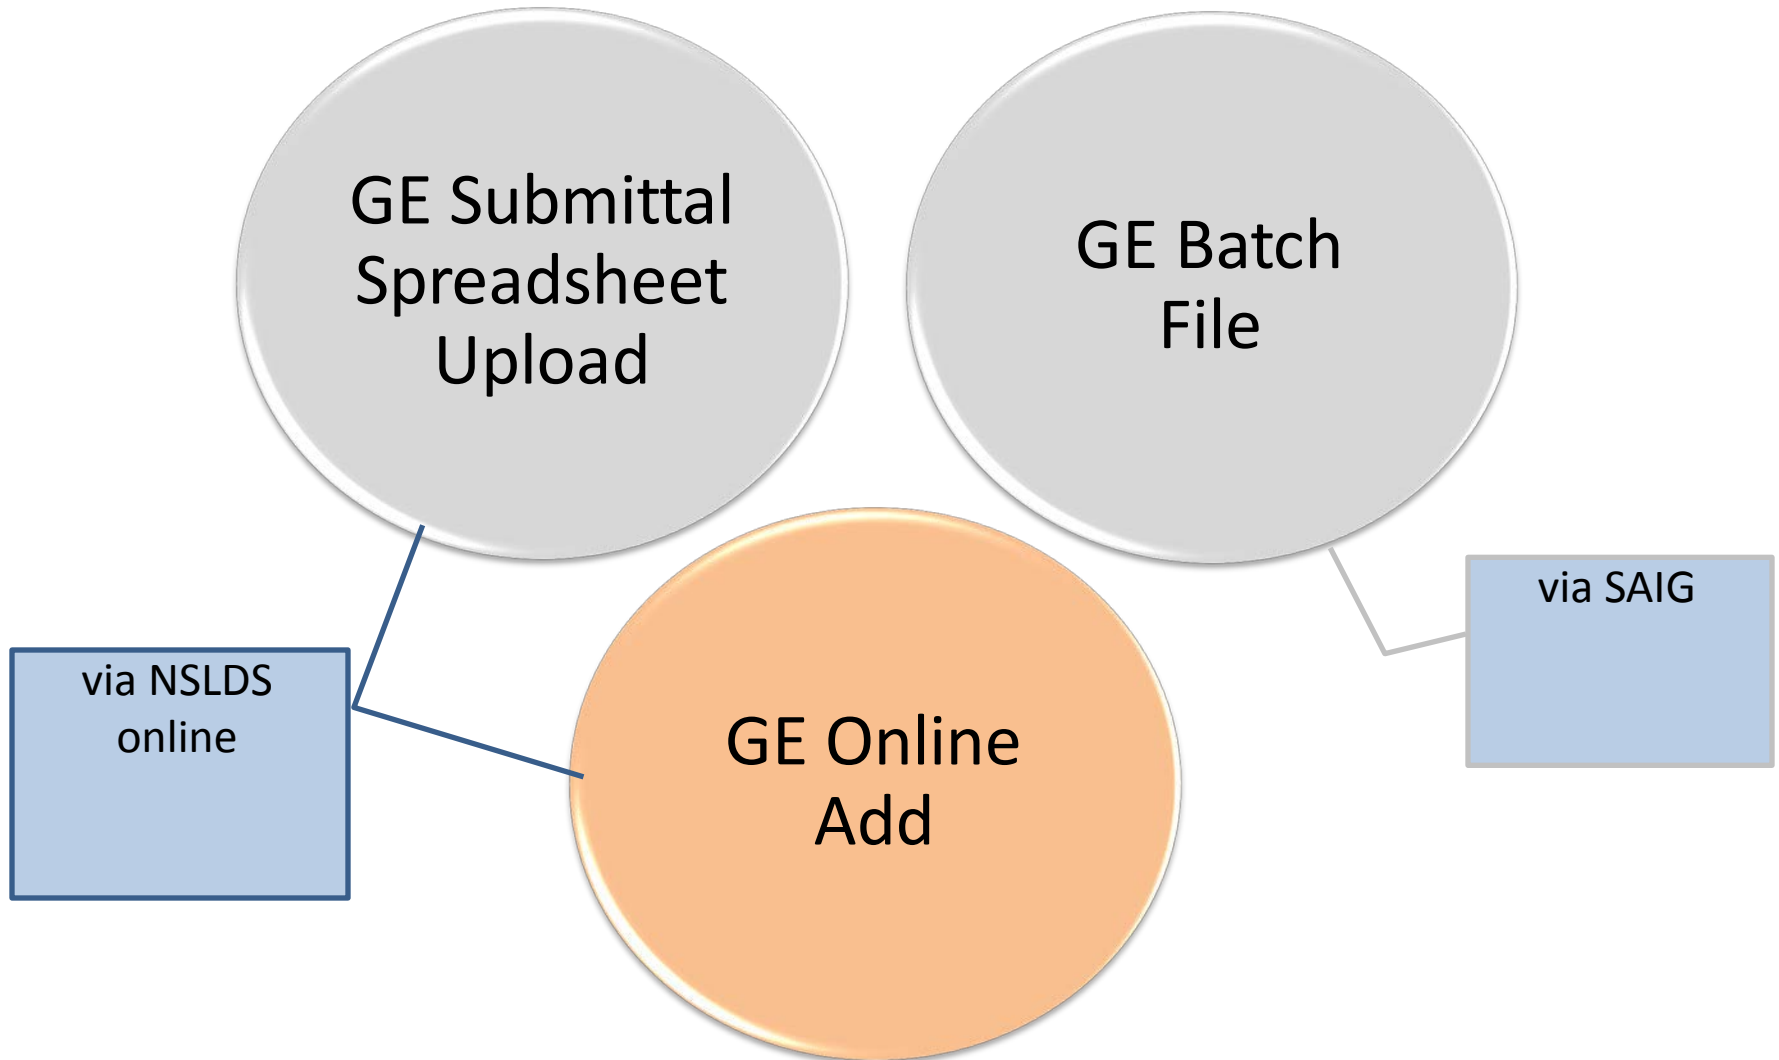 GE Submittal
Spreadsheet
Upload
GE Batch
File
via SAIG
via NSLDS
online
GE Online
Add